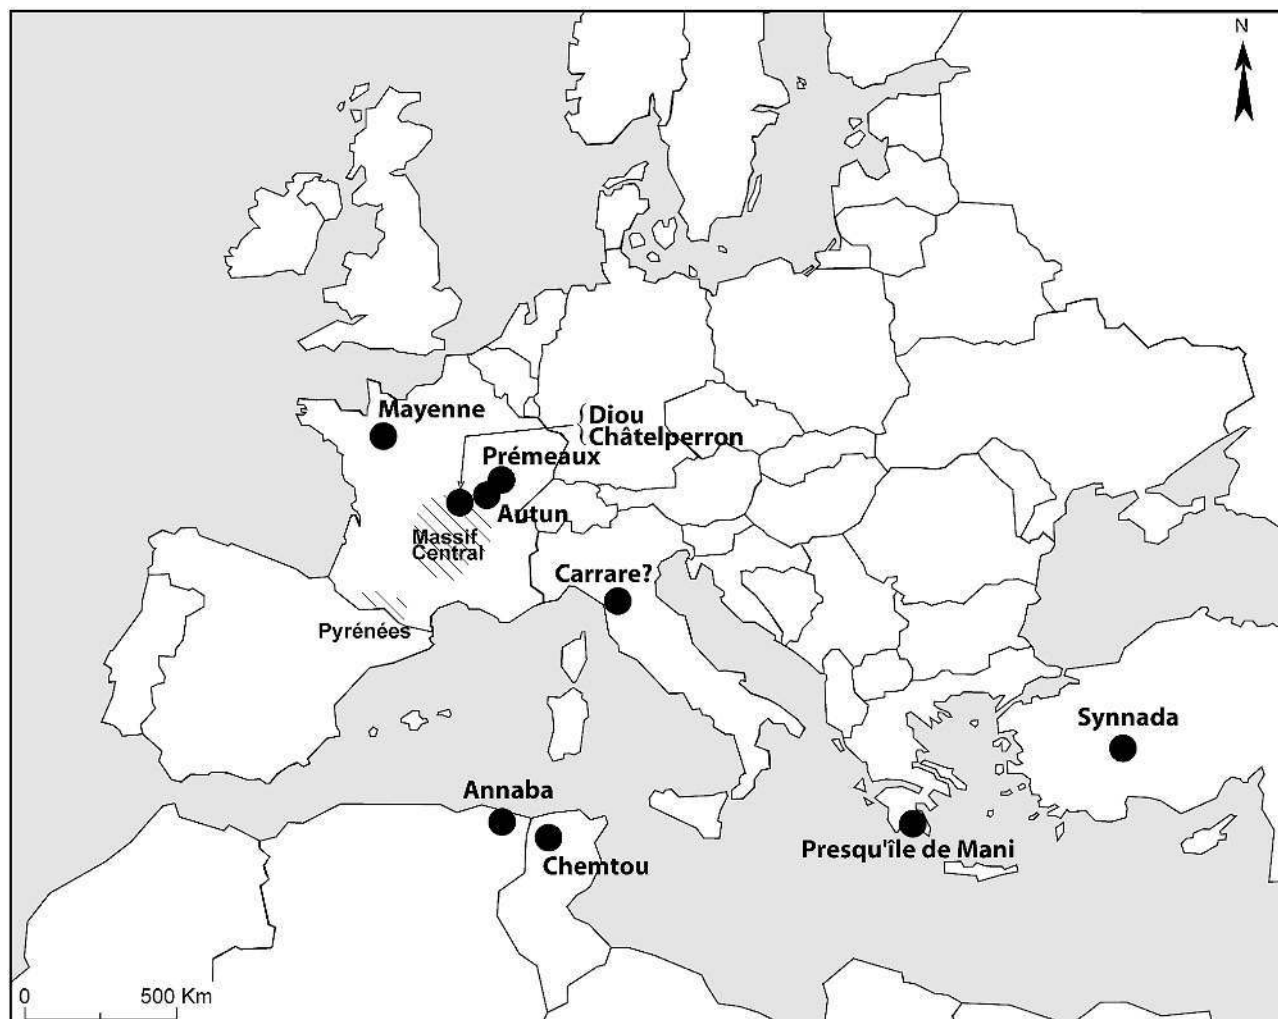 N
Mayenne
Diou
Châtelperron
Prémeaux
Autun
Massif
Central
Carrare?
Pyrénées
Synnada
Annaba
Presqu'île de Mani
Chemtou
0 500 Km